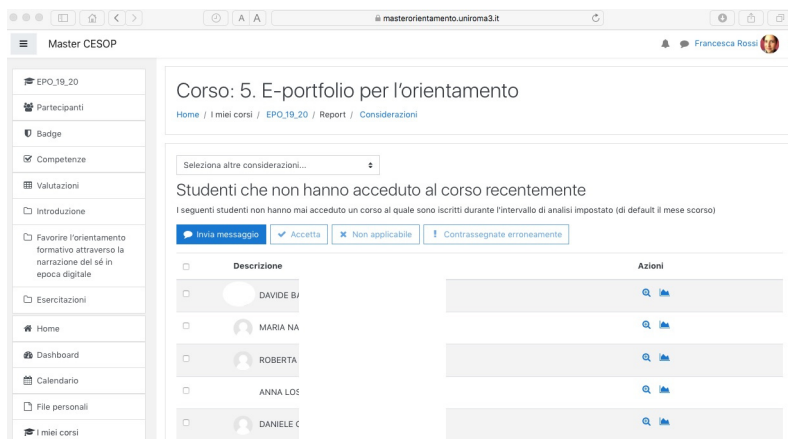 A A
masterorientamento.uniroma3.it
Master CESOP
Francesca Rossi
EPO_19_20
Partecipanti
Badge
Competenze
Valutazioni
Introduzione
Favorire l'orientamento
formativo attraverso la
narrazione del sé in
epoca digitale
Esercitazioni
Home
Dashboard
Calendario
File personali
I miei corsi
Corso: 5. E-portfolio per l'orientamento
Home / I miei corsi / EPO_19_20 / Report / Considerazioni
Seleziona altre considerazioni...
Studenti che non hanno acceduto al corso recentemente
I seguenti studenti non hanno mai acceduto un corso al quale sono iscritti durante l'intervallo di analisi impostato (di default il mese scorso)
Invia messaggio Accetta Non applicabile Contrassegnate erroneamente
Descrizione Azioni
DAVIDE BA
MARIA NA
ROBERTA
ANNA LOS
DANIELE